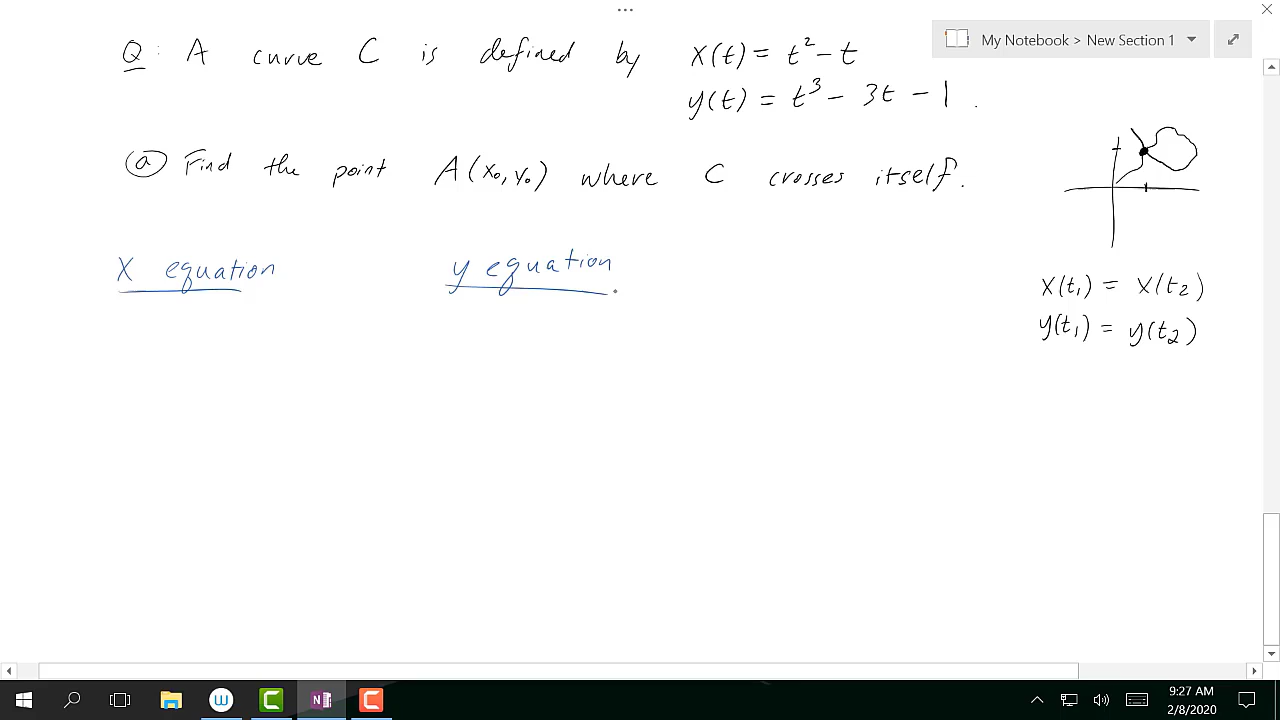 My Notebook > New Section 1
Q: A curve C is defined by x(t) = t² - t
y(t) = t³ - 3t - 1.
ⓐ Find the point A(x₀, y₀) where C crosses itself.
X equation
y equation
x(t₁) = x(t₂)
y(t₁) = y(t₂)
9:27 AM
2/8/2020